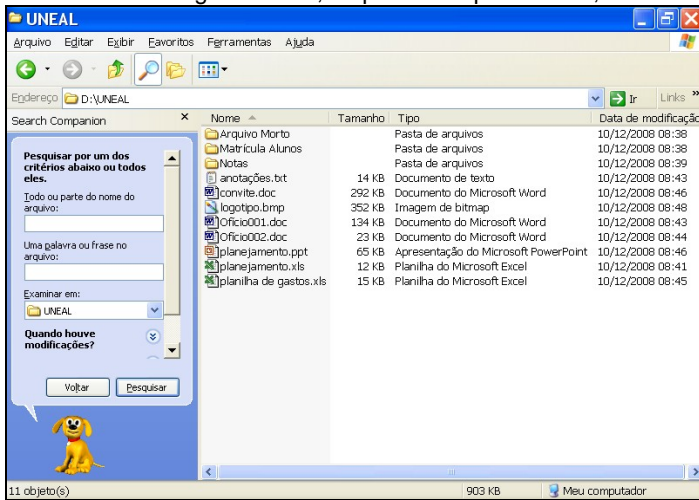 UNEAL
Arquivo Editar Exibir Favoritos Ferramentas Ajuda
Endereço D:\UNEAL Ir Links »
Search Companion ×
Pesquisar por um dos
critérios abaixo ou todos
eles.
Todo ou parte do nome do
arquivo:
Uma palavra ou frase no
arquivo:
Examinar em:
UNEAL
Quando houve
modificações?
Voltar Pesquisar
Nome Tamanho Tipo Data de modificação
Arquivo Morto Pasta de arquivos 10/12/2008 08:38
Matrícula Alunos Pasta de arquivos 10/12/2008 08:38
Notas Pasta de arquivos 10/12/2008 08:39
anotações.txt 14 KB Documento de texto 10/12/2008 08:43
convite.doc 292 KB Documento do Microsoft Word 10/12/2008 08:46
logotipo.bmp 352 KB Imagem de bitmap 10/12/2008 08:48
Ofício001.doc 134 KB Documento do Microsoft Word 10/12/2008 08:43
Ofício002.doc 23 KB Documento do Microsoft Word 10/12/2008 08:44
planejamento.ppt 65 KB Apresentação do Microsoft PowerPoint 10/12/2008 08:46
planejamento.xls 12 KB Planilha do Microsoft Excel 10/12/2008 08:41
planilha de gastos.xls 15 KB Planilha do Microsoft Excel 10/12/2008 08:45
11 objeto(s) 903 KB Meu computador